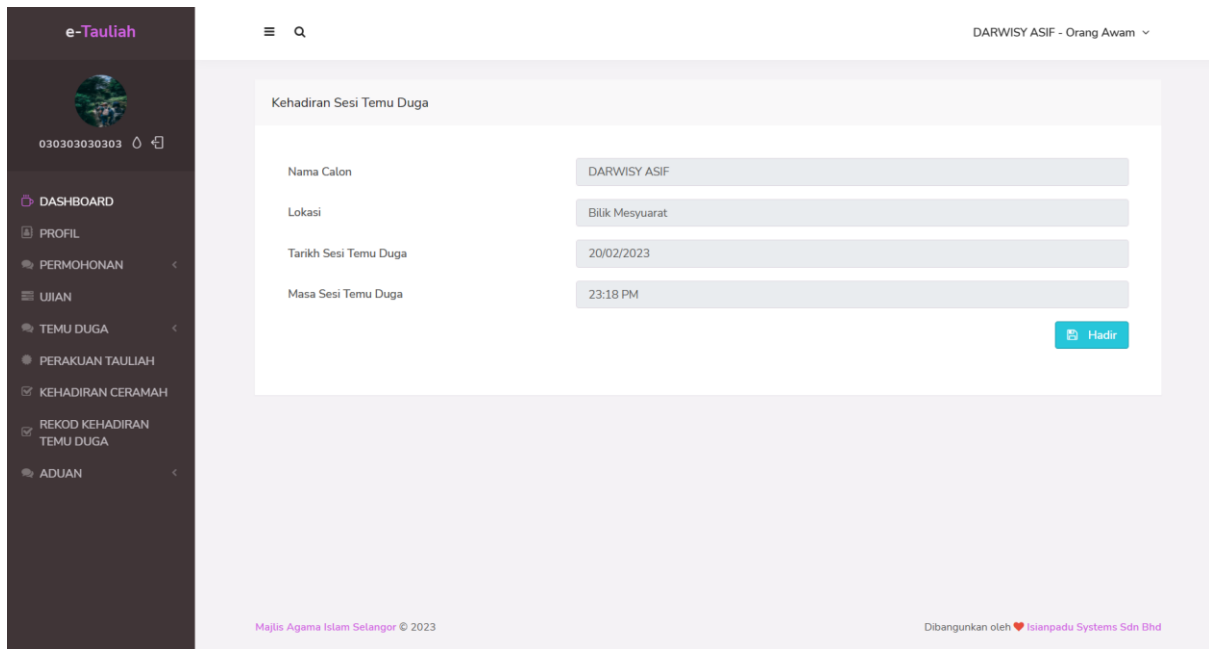 e-Tauliah
DARWISY ASIF - Orang Awam
030303030303
DASHBOARD
PROFIL
PERMOHONAN
UJIAN
TEMU DUGA
PERAKUAN TAULIAH
KEHADIRAN CERAMAH
REKOD KEHADIRAN
TEMU DUGA
ADUAN
Kehadiran Sesi Temu Duga
Nama Calon DARWISY ASIF
Lokasi Bilik Mesyuarat
Tarikh Sesi Temu Duga 20/02/2023
Masa Sesi Temu Duga 23:18 PM
Hadir
Majlis Agama Islam Selangor © 2023
Dibangunkan oleh ❤ Isianpadu Systems Sdn Bhd